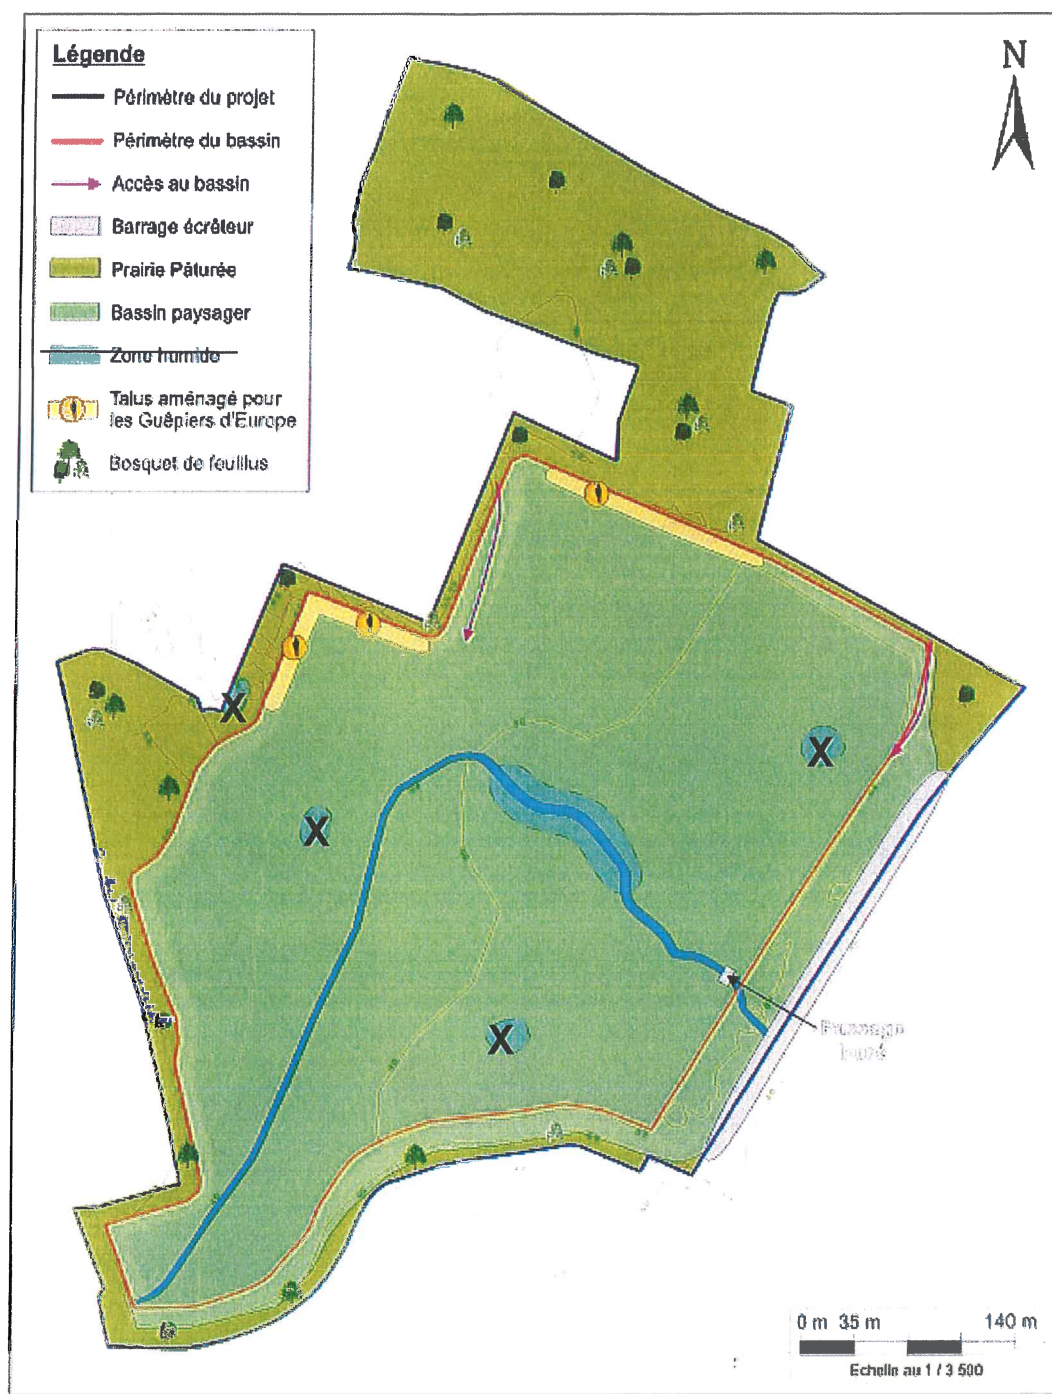 Légende
Périmètre du projet
Périmètre du bassin
Accès au bassin
Barrage écrêteur
Prairie Pâturée
Bassin paysager
Zone humide
Talus aménagé pour
les Guêpiers d'Europe
Bosquet de feuillus
N
X
X
X
X
Passage
0 m 35 m 140 m
Echelle au 1 / 3 500